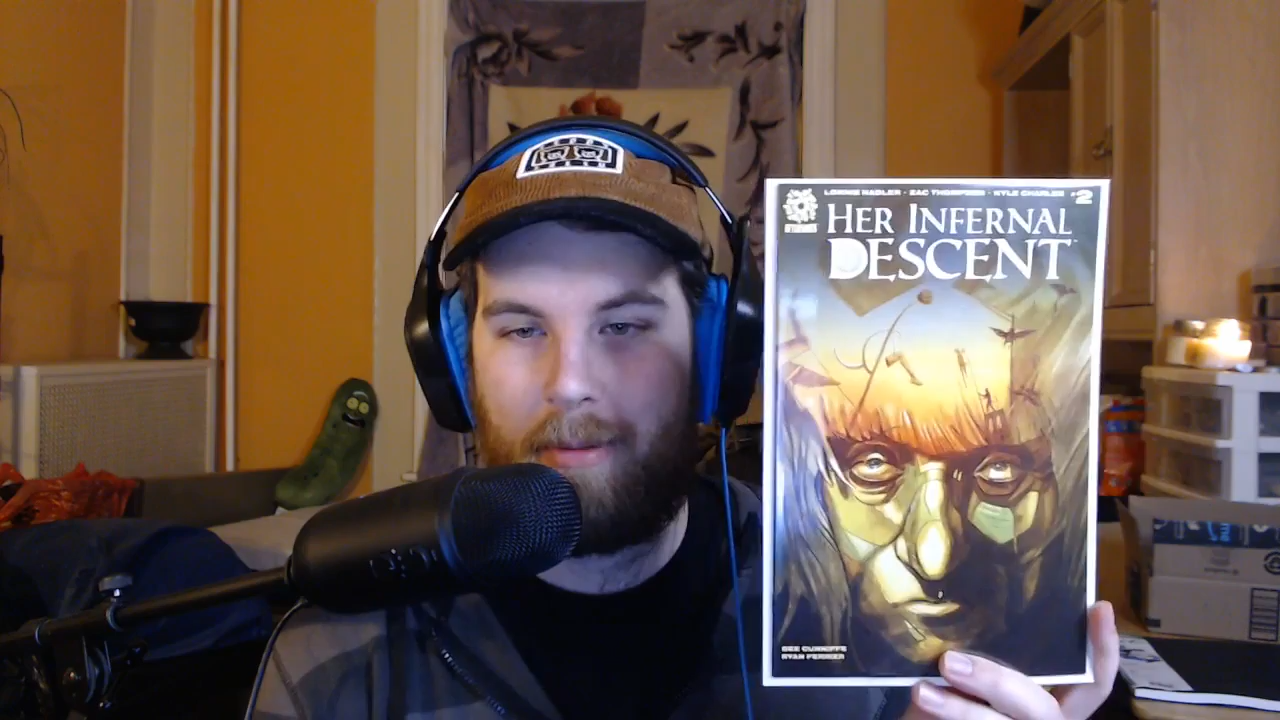 LONNIE NADLER · ZAC THOMPSON · KYLE CHARLES #2
HER INFERNAL
DESCENT
DEE CUNNIFFE
RYAN FERRIER